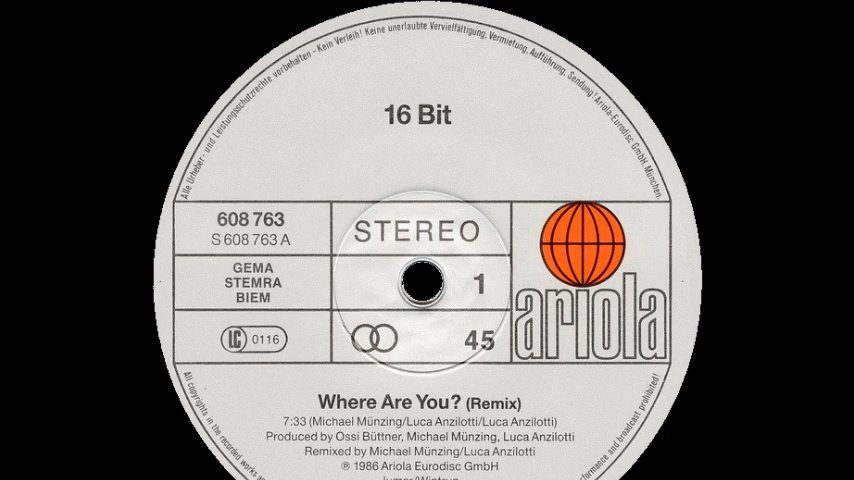 Alle Urheber- und Leistungsschutzrechte vorbehalten – Kein Verleih! Keine unerlaubte Vervielfältigung, Vermietung, Aufführung, Sendung! Ariola-Eurodisc GmbH, München.
16 Bit
608 763
S 608 763 A
STEREO
GEMA
STEMRA
BIEM
1
LC 0116
45
ariola
Where Are You? (Remix)
7:33 (Michael Münzing/Luca Anzilotti/Luca Anzilotti)
Produced by Ossi Büttner, Michael Münzing, Luca Anzilotti
Remixed by Michael Münzing/Luca Anzilotti
℗ 1986 Ariola Eurodisc GmbH
All copyrights in the recorded works
performance and broadcast prohibited!